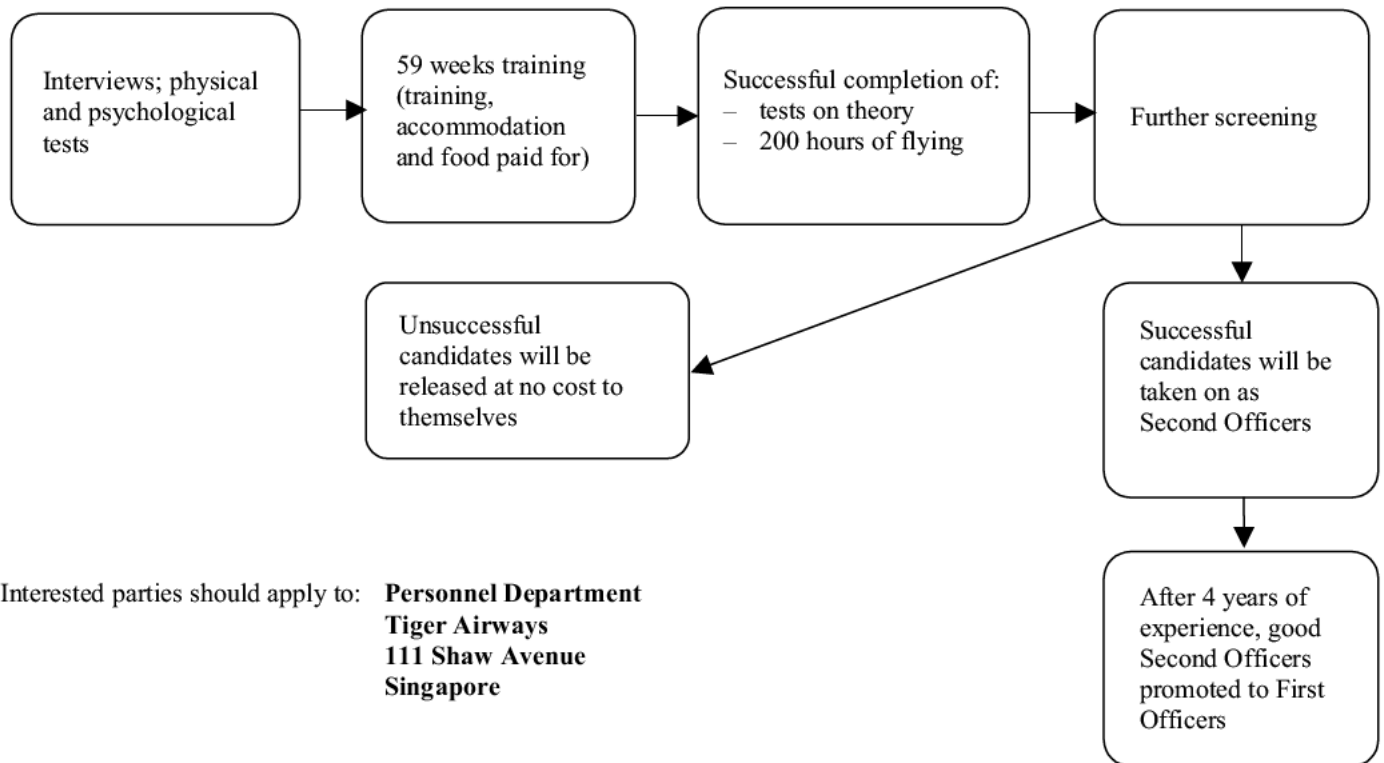 Interviews; physical
and psychological
tests
59 weeks training
(training,
accommodation
and food paid for)
Successful completion of:
– tests on theory
– 200 hours of flying
Further screening
Unsuccessful
candidates will be
released at no cost to
themselves
Successful
candidates will be
taken on as
Second Officers
After 4 years of
experience, good
Second Officers
promoted to First
Officers
Interested parties should apply to: Personnel Department
Tiger Airways
111 Shaw Avenue
Singapore